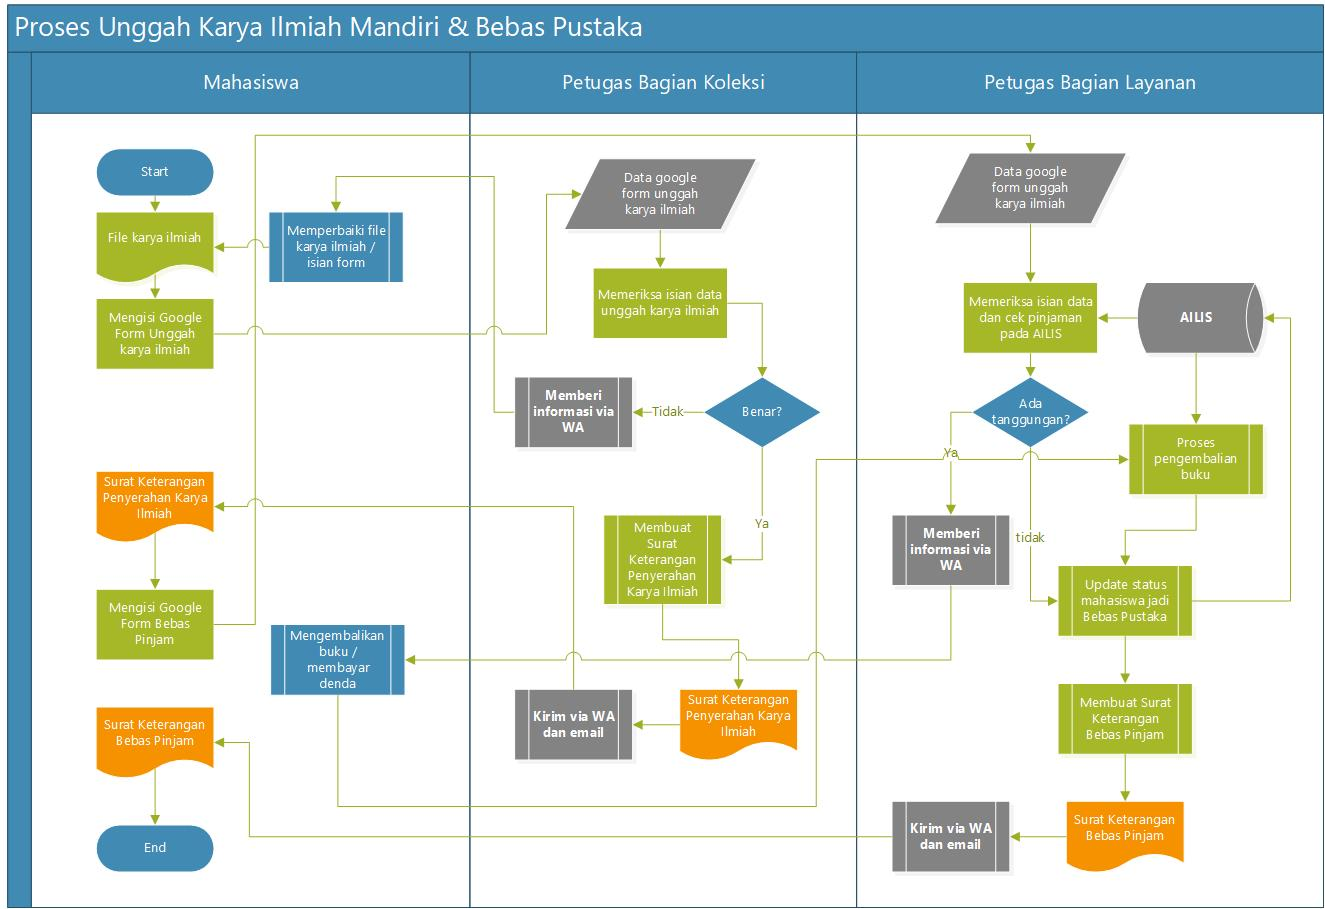 Proses Unggah Karya Ilmiah Mandiri & Bebas Pustaka
Mahasiswa
Petugas Bagian Koleksi
Petugas Bagian Layanan
Start
File karya ilmiah
Memperbaiki file
karya ilmiah /
isian form
Mengisi Google
Form Unggah
karya ilmiah
Surat Keterangan
Penyerahan Karya
Ilmiah
Mengisi Google
Form Bebas
Pinjam
Mengembalikan
buku /
membayar
denda
Surat Keterangan
Bebas Pinjam
End
Data google
form unggah
karya ilmiah
Memeriksa isian data
unggah karya ilmiah
Benar?
Tidak
Memberi
informasi via
WA
Ya
Membuat
Surat
Keterangan
Penyerahan
Karya Ilmiah
Surat Keterangan
Penyerahan Karya
Ilmiah
Kirim via WA
dan email
Data google
form unggah
karya ilmiah
Memeriksa isian data
dan cek pinjaman
pada AILIS
AILIS
Ada
tanggungan?
Ya
Proses
pengembalian
buku
Memberi
informasi via
WA
tidak
Update status
mahasiswa jadi
Bebas Pustaka
Membuat Surat
Keterangan
Bebas Pinjam
Surat Keterangan
Bebas Pinjam
Kirim via WA
dan email